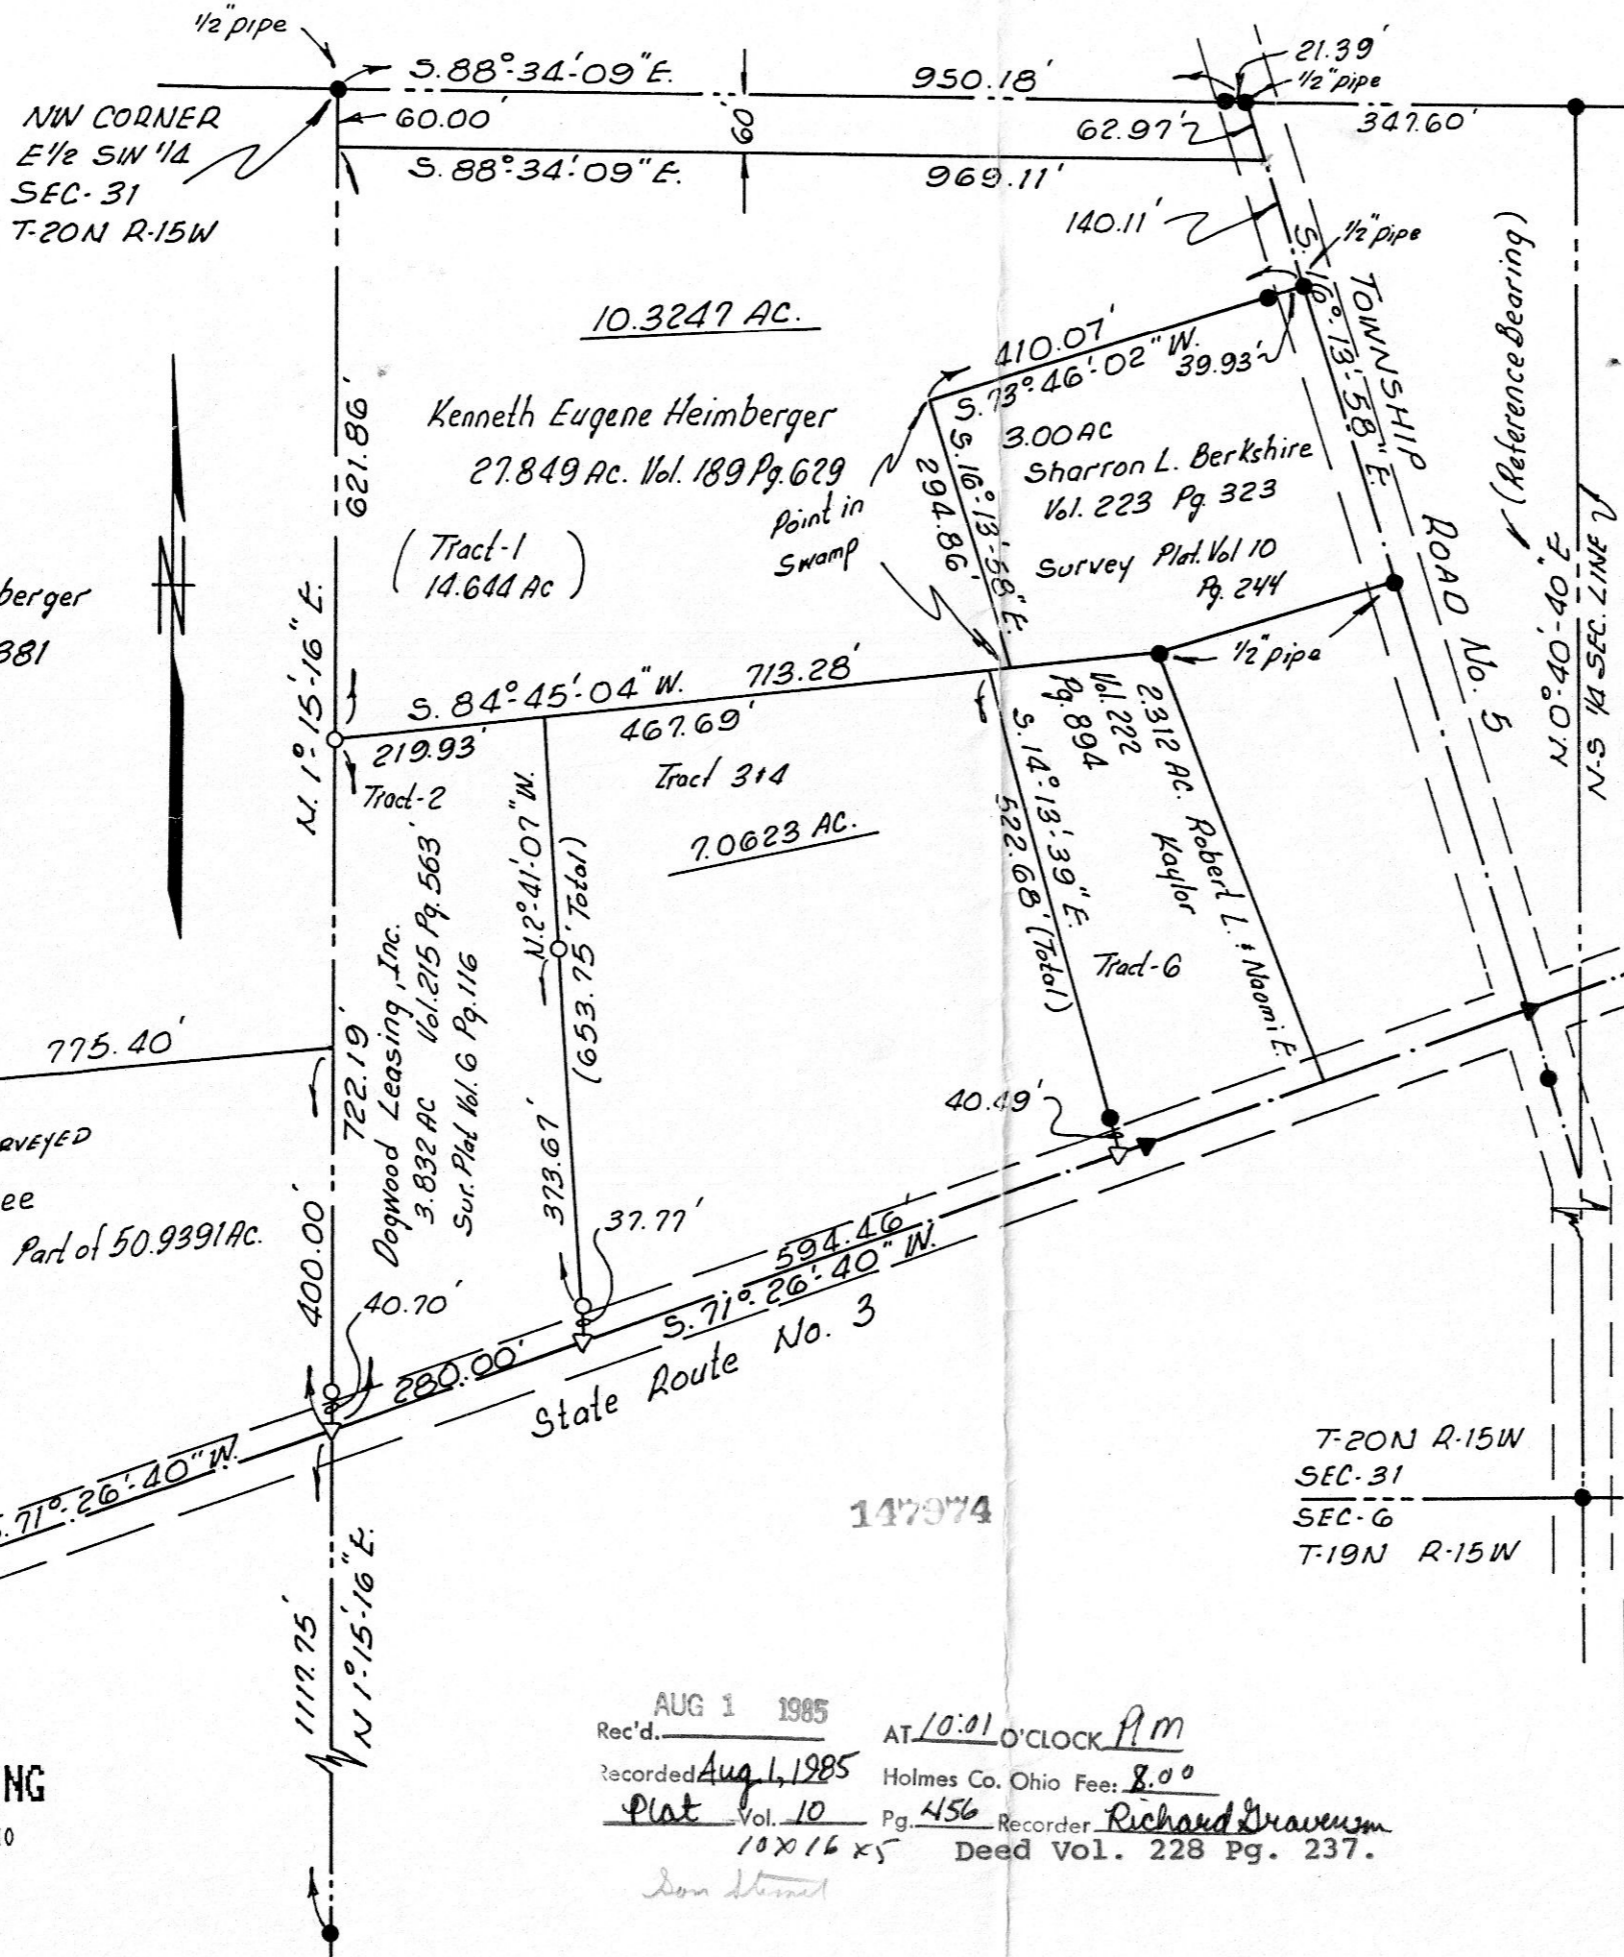 1/2" pipe
S. 88°-34'-09" E.
950.18'
21.39'
1/2" pipe
NW CORNER
E 1/2 SW 1/4
SEC-31
T-20N R-15W
60.00'
60'
62.97'
347.60'
S. 88°-34'-09" E.
969.11'
140.11'
1/2" pipe
S. 16°-13'-58" E.
TOWNSHIP ROAD No. 5
(Reference Bearing)
N. 0°-40'-40" E
N-S 1/4 SEC. LINE
10.3247 AC.
410.07'
S. 73°-46'-02" W.
39.93'
621.86'
Kenneth Eugene Heimberger
27.849 Ac. Vol. 189 Pg. 629
3.00 AC
Sharron L. Berkshire
Vol. 223 Pg. 323
Survey Plat. Vol 10
Pg. 244
Point in
Swamp
S. 16°-13'-58" E.
294.86'
(Tract-1
14.644 Ac)
berger
381
N. 1°-15'-16" E.
1/2" pipe
S. 84°-45'-04" W. 713.28'
219.93'
467.69'
Tract-2
Tract 3+4
7.0623 AC.
N. 2°-41'-07" W.
(653.75' Total)
373.67'
S. 14°-13'-39" E.
522.68' (Total)
2.312 AC. Robert L. & Naomi E.
Kaylor
Vol. 222
Pg. 894
Tract-6
Dogwood Leasing, Inc.
3.832 AC Vol. 215 Pg. 563
Sur. Plat Vol. 6 Pg. 116
775.40'
722.19'
400.00'
RVEYED
ee
Part of 50.9391 Ac.
40.49'
37.77'
40.70'
594.46'
S. 71°-26'-40" W.
280.00'
State Route No. 3
S. 71°-26'-40" W.
T-20N R-15W
SEC-31
SEC-6
T-19N R-15W
147974
1117.75'
N 1°-15'-16" E.
NG
AUG 1 1985
Rec'd. AT 10:01 O'CLOCK A M
Recorded Aug. 1, 1985 Holmes Co. Ohio Fee: 8.00
Plat Vol. 10 Pg. 456 Recorder Richard
10 X 16 x5 Deed Vol. 228 Pg. 237.